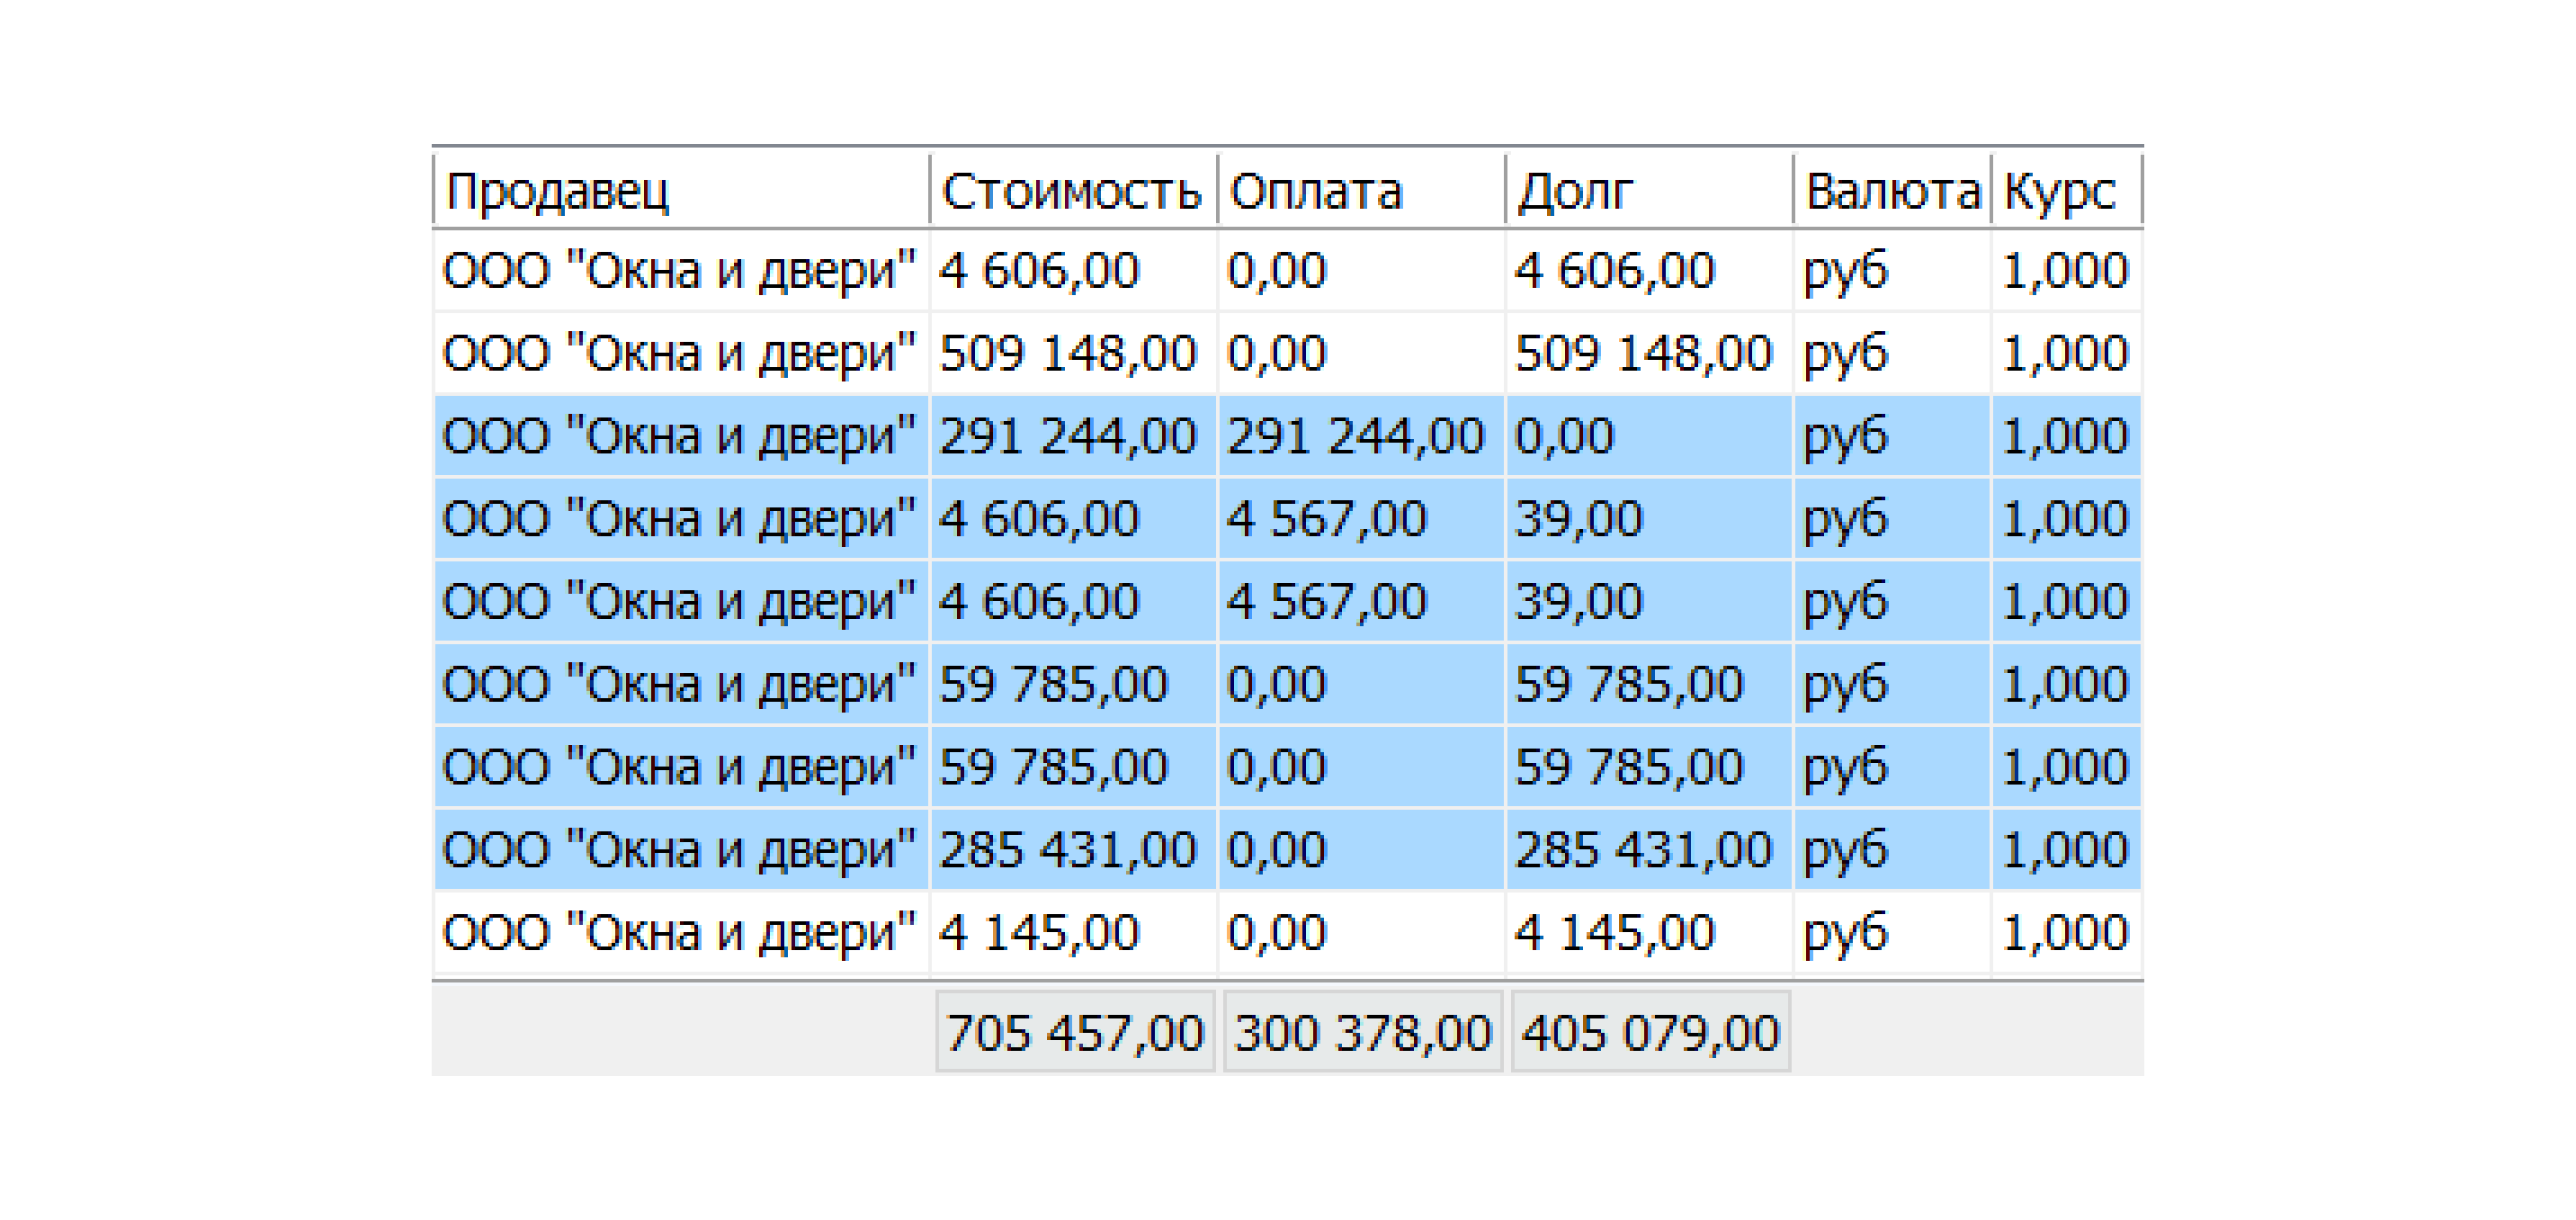 Продавец Стоимость Оплата Долг Валюта Курс
ООО "Окна и двери" 4 606,00 0,00 4 606,00 руб 1,000
ООО "Окна и двери" 509 148,00 0,00 509 148,00 руб 1,000
ООО "Окна и двери" 291 244,00 291 244,00 0,00 руб 1,000
ООО "Окна и двери" 4 606,00 4 567,00 39,00 руб 1,000
ООО "Окна и двери" 4 606,00 4 567,00 39,00 руб 1,000
ООО "Окна и двери" 59 785,00 0,00 59 785,00 руб 1,000
ООО "Окна и двери" 59 785,00 0,00 59 785,00 руб 1,000
ООО "Окна и двери" 285 431,00 0,00 285 431,00 руб 1,000
ООО "Окна и двери" 4 145,00 0,00 4 145,00 руб 1,000
705 457,00 300 378,00 405 079,00